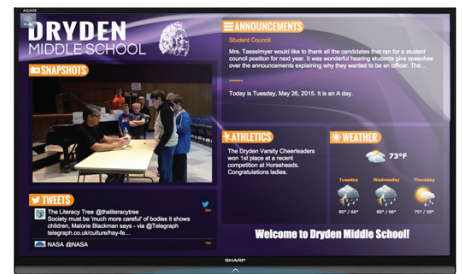 AQUOS
DRYDEN
MIDDLE SCHOOL
SNAPSHOTS
TWEETS
The Literacy Tree @theliteracytree
Society must be 'much more careful' of bodies it shows
children, Malorie Blackman says - via @Telegraph
telegraph.co.uk/culture/hay-fe...
NASA @NASA
ANNOUNCEMENTS
Student Council
Mrs. Tasselmyer would like to thank all the candidates that ran for a student
council position for next year. It was wonderful hearing students give speeches
over the announcements explaining why they wanted to be an officer. The...
******
Today is Tuesday, May 26, 2015. It is an A day.
ATHLETICS
The Dryden Varsity Cheerleaders
won 1st place at a recent
competition at Horseheads.
Congratulations ladies.
WEATHER
73°F
Tuesday Wednesday Thursday
Welcome to Dryden Middle School!
SHARP